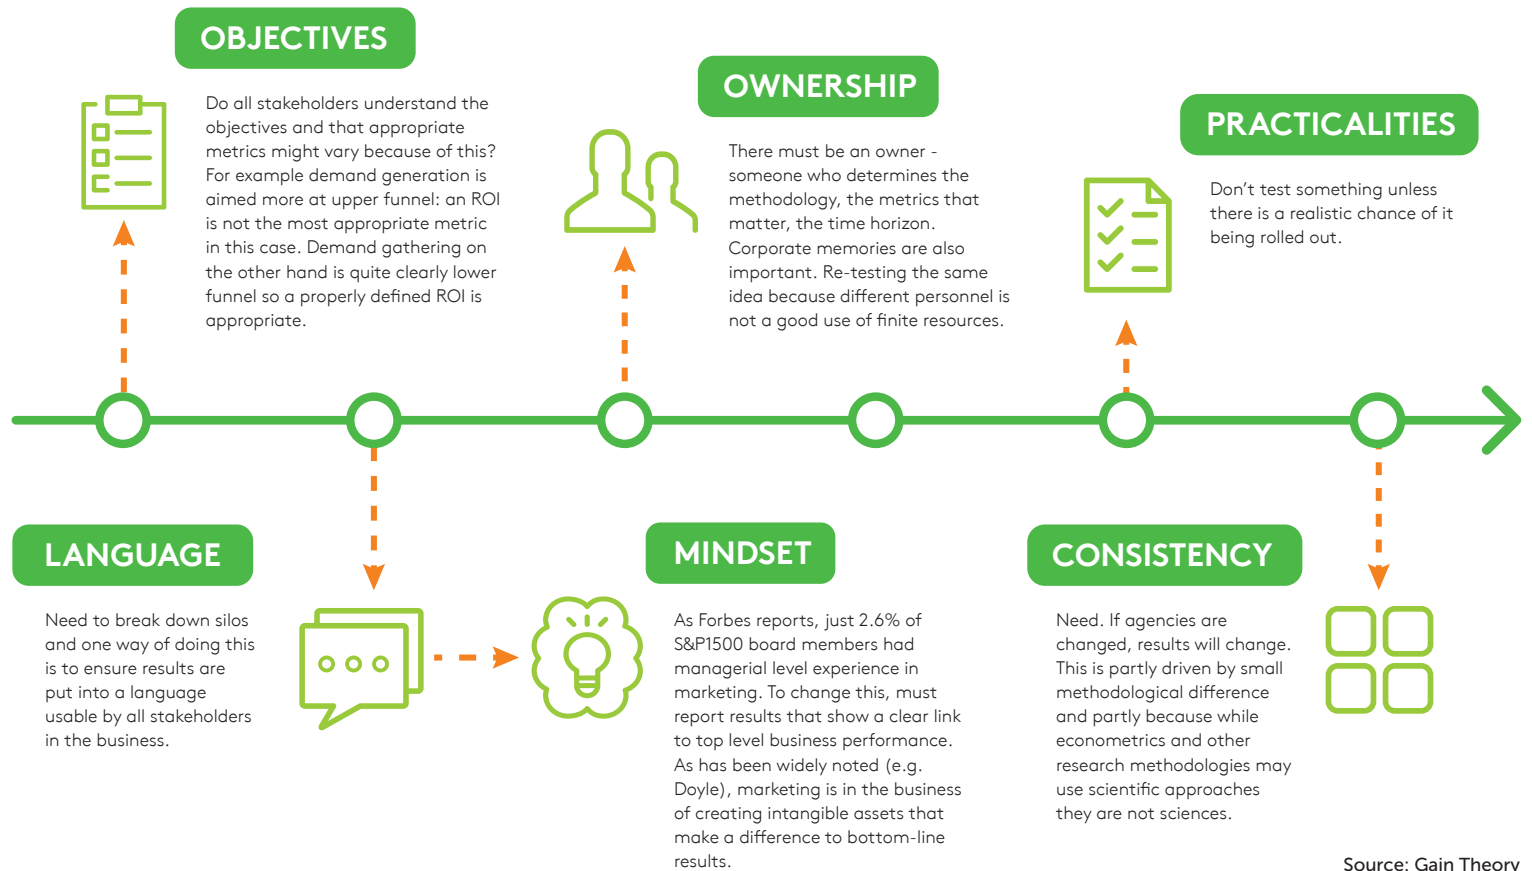 OBJECTIVES
Do all stakeholders understand the
objectives and that appropriate
metrics might vary because of this?
For example demand generation is
aimed more at upper funnel: an ROI
is not the most appropriate metric
in this case. Demand gathering on
the other hand is quite clearly lower
funnel so a properly defined ROI is
appropriate.
OWNERSHIP
There must be an owner -
someone who determines the
methodology, the metrics that
matter, the time horizon.
Corporate memories are also
important. Re-testing the same
idea because different personnel is
not a good use of finite resources.
PRACTICALITIES
Don't test something unless
there is a realistic chance of it
being rolled out.
LANGUAGE
Need to break down silos
and one way of doing this
is to ensure results are
put into a language
usable by all stakeholders
in the business.
MINDSET
As Forbes reports, just 2.6% of
S&P1500 board members had
managerial level experience in
marketing. To change this, must
report results that show a clear link
to top level business performance.
As has been widely noted (e.g.
Doyle), marketing is in the business
of creating intangible assets that
make a difference to bottom-line
results.
CONSISTENCY
Need. If agencies are
changed, results will change.
This is partly driven by small
methodological difference
and partly because while
econometrics and other
research methodologies may
use scientific approaches
they are not sciences.
Source: Gain Theory